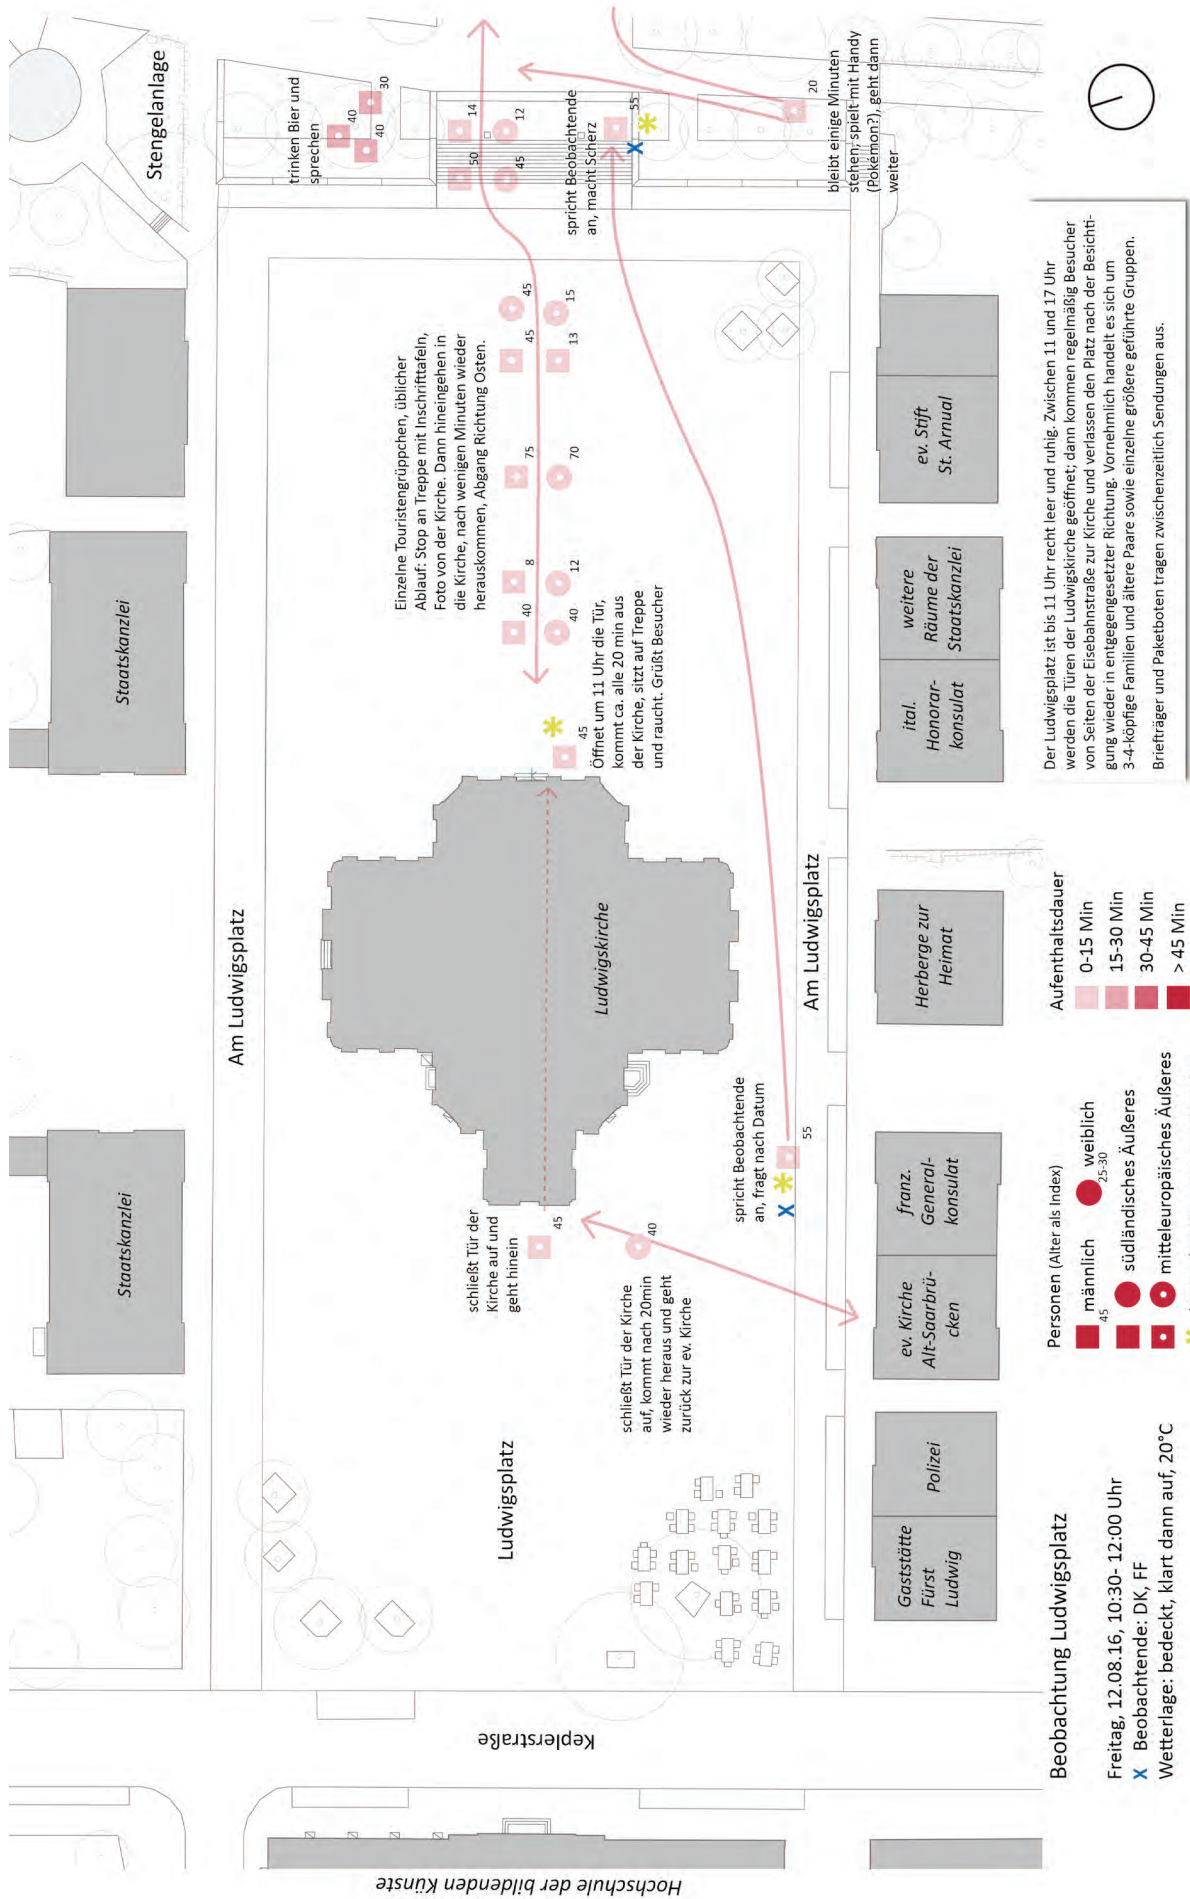 Stengelanlage
trinken Bier und
sprechen
40
40
30
50
14
45
12
spricht Beobachtende
an, macht Scherz
55
bleibt einige Minuten
stehen, spielt mit Handy
(Pokémon?), geht dann
weiter
20
Staatskanzlei
Staatskanzlei
Am Ludwigsplatz
Einzelne Touristengrüppchen, üblicher
Ablauf: Stop an Treppe mit Inschrifttafeln,
Foto von der Kirche. Dann hineingehen in
die Kirche, nach wenigen Minuten wieder
herauskommen, Abgang Richtung Osten.
40
8
75
45
45
40
12
70
13
15
45
Öffnet um 11 Uhr die Tür,
kommt ca. alle 20 min aus
der Kirche, sitzt auf Treppe
und raucht. Grüßt Besucher
Ludwigskirche
schließt Tür der
Kirche auf und
geht hinein
45
schließt Tür der Kirche
auf, kommt nach 20min
wieder heraus und geht
zurück zur ev. Kirche
40
spricht Beobachtende
an, fragt nach Datum
X
55
X
Ludwigsplatz
Am Ludwigsplatz
Keplerstraße
Hochschule der bildenden Künste
Gaststätte
Fürst
Ludwig
Polizei
ev. Kirche
Alt-Saarbrü-
cken
franz.
General-
konsulat
Herberge zur
Heimat
ital.
Honorar-
konsulat
weitere
Räume der
Staatskanzlei
ev. Stift
St. Arnual
Beobachtung Ludwigsplatz
Freitag, 12.08.16, 10:30- 12:00 Uhr
X Beobachtende: DK, FF
Wetterlage: bedeckt, klart dann auf, 20°C
Personen (Alter als Index)
männlich
45
weiblich
25-30
südländisches Äußeres
mitteleuropäisches Äußeres
Aufenthaltsdauer
0-15 Min
15-30 Min
30-45 Min
> 45 Min
Der Ludwigsplatz ist bis 11 Uhr recht leer und ruhig. Zwischen 11 und 17 Uhr
werden die Türen der Ludwigskirche geöffnet; dann kommen regelmäßig Besucher
von Seiten der Eisebahnstraße zur Kirche und verlassen den Platz nach der Besichti-
gung wieder in entgegengesetzter Richtung. Vornehmlich handelt es sich um
3-4-köpfige Familien und ältere Paare sowie einzelne größere geführte Gruppen.
Briefträger und Paketboten tragen zwischenzeitlich Sendungen aus.